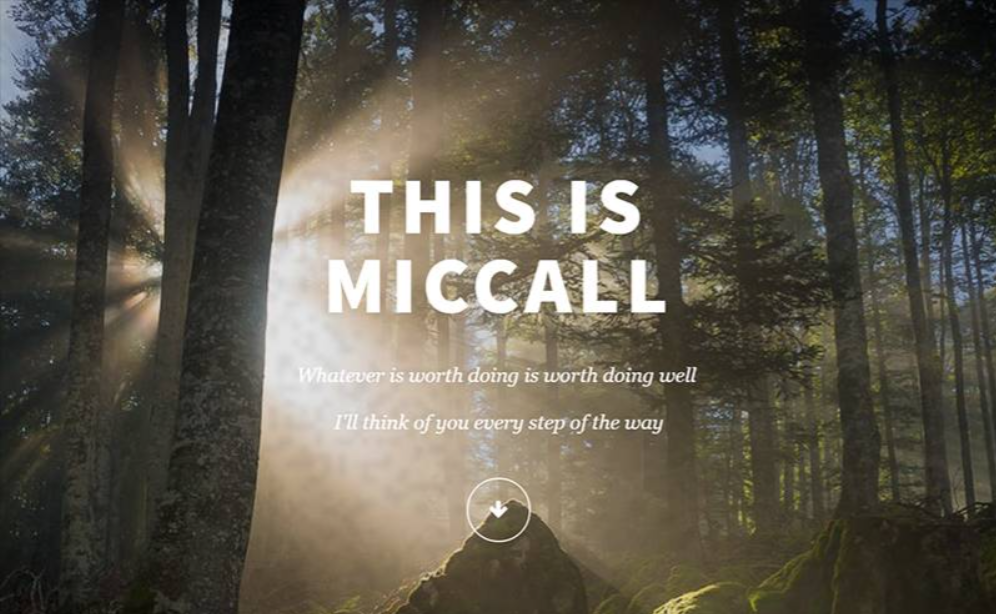 THIS IS
MICCALL
Whatever is worth doing is worth doing well
I'll think of you every step of the way